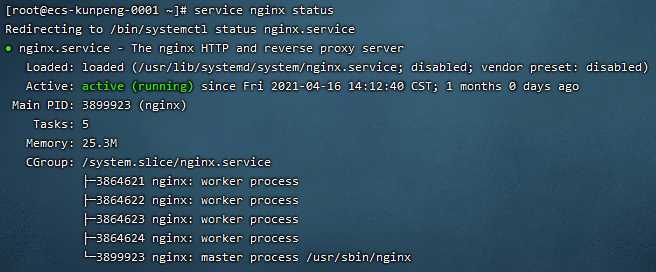 [root@ecs-kunpeng-0001 ~]# service nginx status
Redirecting to /bin/systemctl status nginx.service
● nginx.service - The nginx HTTP and reverse proxy server
   Loaded: loaded (/usr/lib/systemd/system/nginx.service; disabled; vendor preset: disabled)
   Active: active (running) since Fri 2021-04-16 14:12:40 CST; 1 months 0 days ago
 Main PID: 3899923 (nginx)
    Tasks: 5
   Memory: 25.3M
   CGroup: /system.slice/nginx.service
           ├─3864621 nginx: worker process
           ├─3864622 nginx: worker process
           ├─3864623 nginx: worker process
           ├─3864624 nginx: worker process
           └─3899923 nginx: master process /usr/sbin/nginx